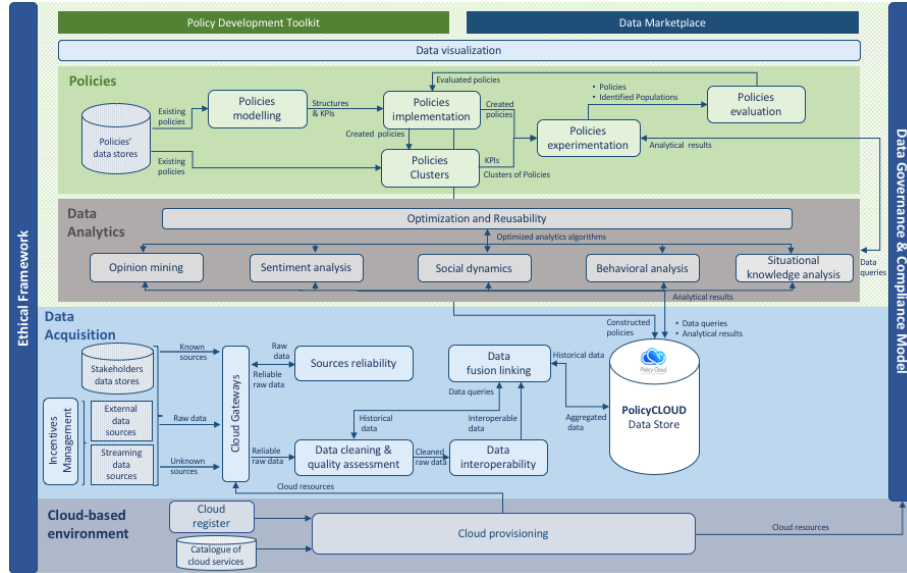 Policy Development Toolkit
Data Marketplace
Data visualization
Ethical Framework
Data Governance & Compliance Model
Policies
Policies'
data stores
Existing
policies
Existing
policies
Policies
modelling
Structures
& KPIs
Evaluated policies
Policies
implementation
Created policies
Created
policies
Policies
Clusters
KPIs
Clusters of Policies
• Policies
• Identified Populations
Policies
experimentation
Policies
evaluation
Analytical results
Data
Analytics
Optimization and Reusability
Optimized analytics algorithms
Opinion mining
Sentiment analysis
Social dynamics
Behavioral analysis
Situational
knowledge analysis
Data
queries
Analytical results
Data
Acquisition
Constructed
policies
• Data queries
• Analytical results
Stakeholders
data stores
Known
sources
Incentives
Management
External
data
sources
Raw data
Streaming
data
sources
Unknown
sources
Cloud Gateways
Raw
data
Reliable
raw data
Sources reliability
Data
fusion linking
Historical data
Data queries
Historical
data
Interoperable
data
Aggregated
data
Policy Cloud
PolicyCLOUD
Data Store
Reliable
raw data
Data cleaning &
quality assessment
Cleaned
raw data
Data
interoperability
Cloud resources
Cloud-based
environment
Cloud
register
Catalogue of
cloud services
Cloud provisioning
Cloud resources